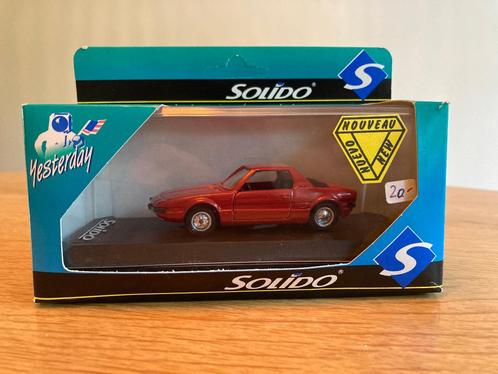 SOLIDO®
S
Yesterday
NOUVEAU
NUEVO
NEW
20.-
SOLIDO
S
SOLIDO®